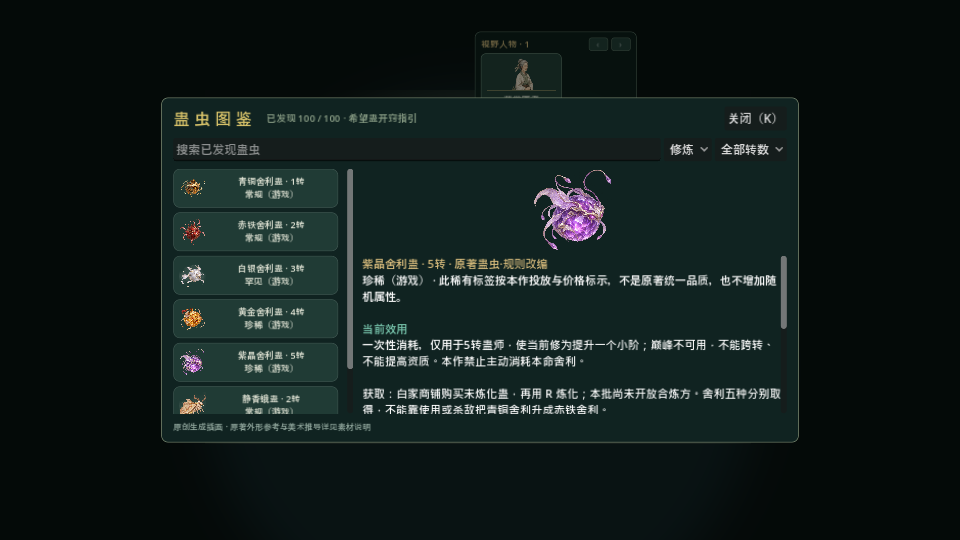 视野人物 · 1
‹ ›
蛊虫图鉴
已发现 100 / 100 · 希望蛊开窍指引
关闭（K）
搜索已发现蛊虫
修炼
全部转数
青铜舍利蛊 · 1转
常规（游戏）
赤铁舍利蛊 · 2转
常规（游戏）
白银舍利蛊 · 3转
罕见（游戏）
黄金舍利蛊 · 4转
珍稀（游戏）
紫晶舍利蛊 · 5转
珍稀（游戏）
静香蛾蛊 · 2转
常规（游戏）
紫晶舍利蛊 · 5转 · 原著蛊虫·规则改编
珍稀（游戏）· 此稀有标签按本作投放与价格标示，不是原著统一品质，也不增加随
机属性。
当前效用
一次性消耗，仅用于5转蛊师，使当前修为提升一个小阶；巅峰不可用，不能跨转、
不能提高资质。本作禁止主动消耗本命舍利。
获取：白家商铺购买未炼化蛊，再用 R 炼化；本批尚未开放合炼方。舍利五种分别取
得，不能靠使用或杀敌把青铜舍利升成赤铁舍利。
原创生成插画 · 原著外形参考与美术推导详见素材说明